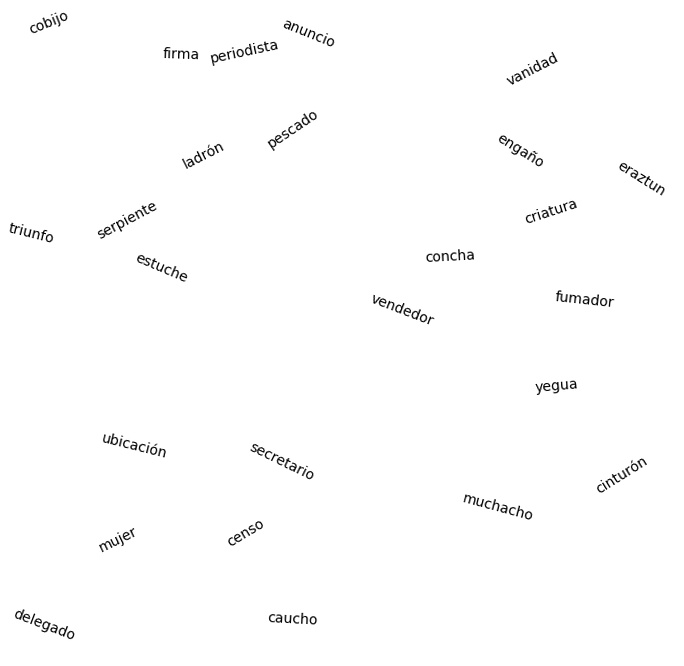 cobijo
anuncio
firma
periodista
vanidad
pescado
ladrón
engaño
eraztun
criatura
serpiente
triunfo
concha
estuche
fumador
vendedor
yegua
ubicación
secretario
cinturón
muchacho
censo
mujer
caucho
delegado